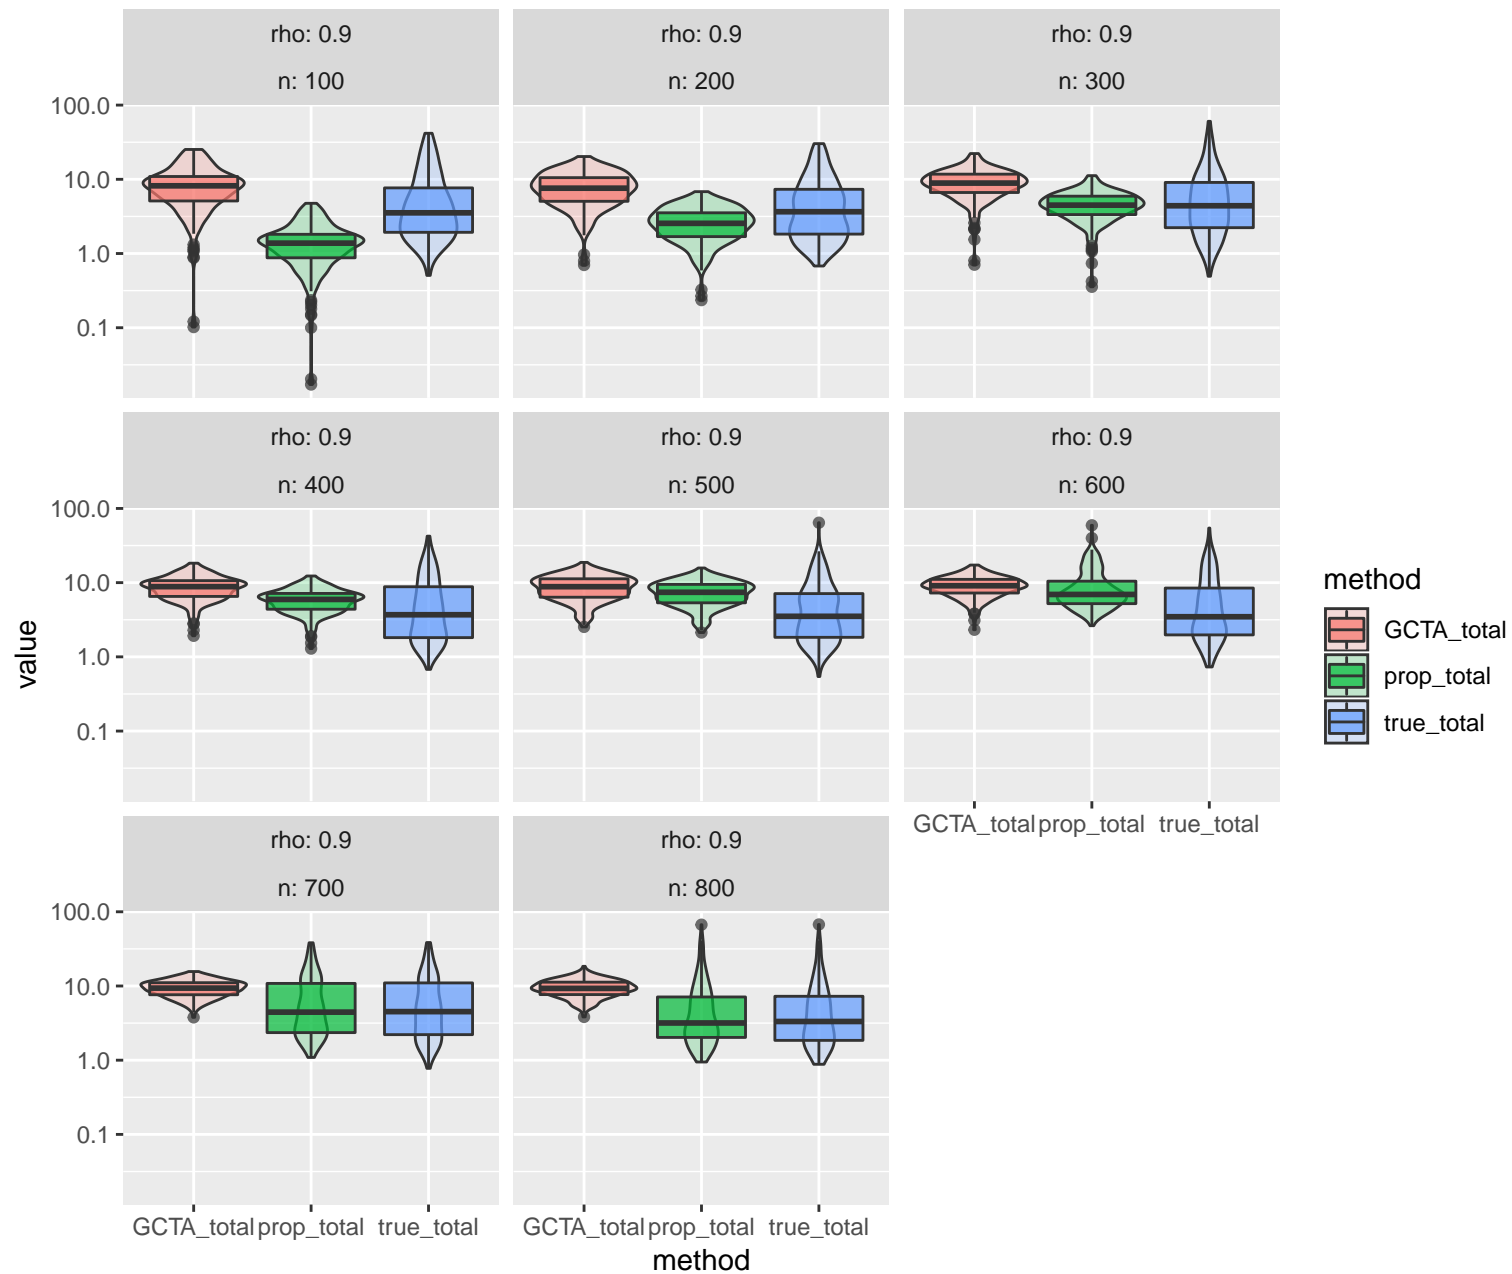 rho: 0.9
rho: 0.9
rho: 0.9
n: 100
n: 200
n: 300
100.0
10.0
1.0
0.1
rho: 0.9
rho: 0.9
rho: 0.9
n: 400
n: 500
n: 600
100.0
10.0
1.0
0.1
GCTA_total prop_total true_total
rho: 0.9
rho: 0.9
n: 700
n: 800
100.0
10.0
1.0
0.1
GCTA_total prop_total true_total
GCTA_total prop_total true_total
method
value
method
GCTA_total
prop_total
true_total